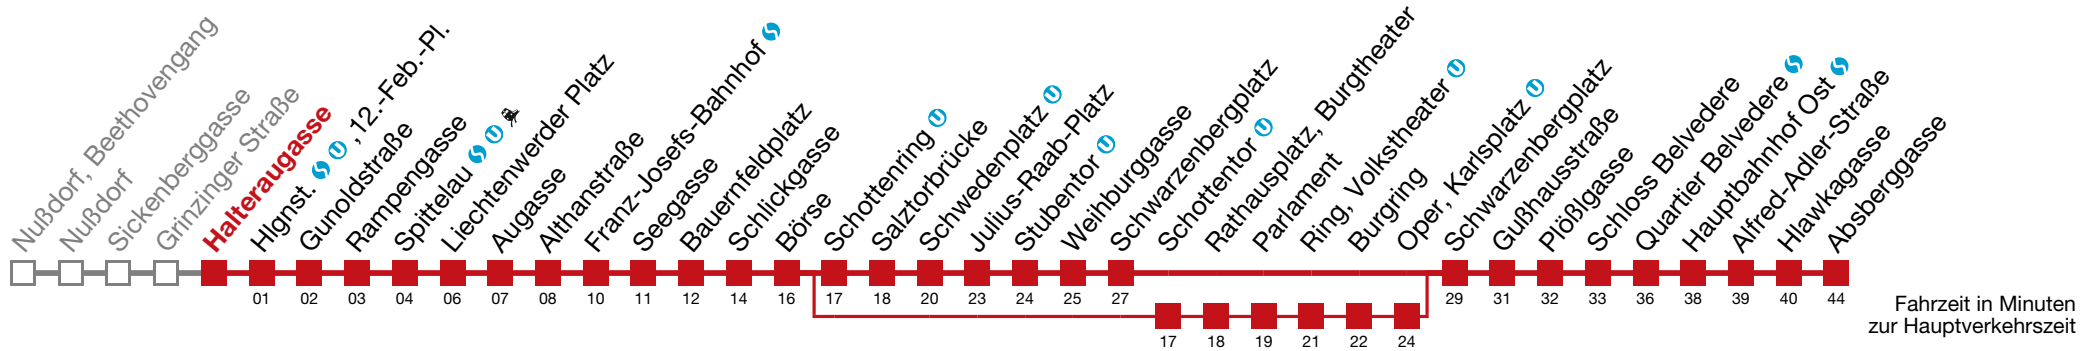 Nußdorf, Beethovengang
Nußdorf
Sickenberggasse
Grinzinger Straße
Halteraugasse
Hlgnst. S U , 12.-Feb.-Pl.
Gunoldstraße
Rampengasse
Spittelau S U
Liechtenwerder Platz
Augasse
Althanstraße
Franz-Josefs-Bahnhof S
Seegasse
Bauernfeldplatz
Schlickgasse
Börse
Schottenring U
Salztorbrücke
Schwedenplatz U
Julius-Raab-Platz
Stubentor U
Weihburggasse
Schwarzenbergplatz
Schottentor U
Rathausplatz, Burgtheater
Parlament
Ring, Volkstheater U
Burgring
Oper, Karlsplatz U
Schwarzenbergplatz
Gußhausstraße
Plößlgasse
Schloss Belvedere
Quartier Belvedere S
Hauptbahnhof Ost S
Alfred-Adler-Straße
Hlawkagasse
Absberggasse
01 02 03 04 06 07 08 10 11 12 14 16 17 18 20 23 24 25 27 29 31 32 33 36 38 39 40 44
17 18 19 21 22 24
Fahrzeit in Minuten
zur Hauptverkehrszeit